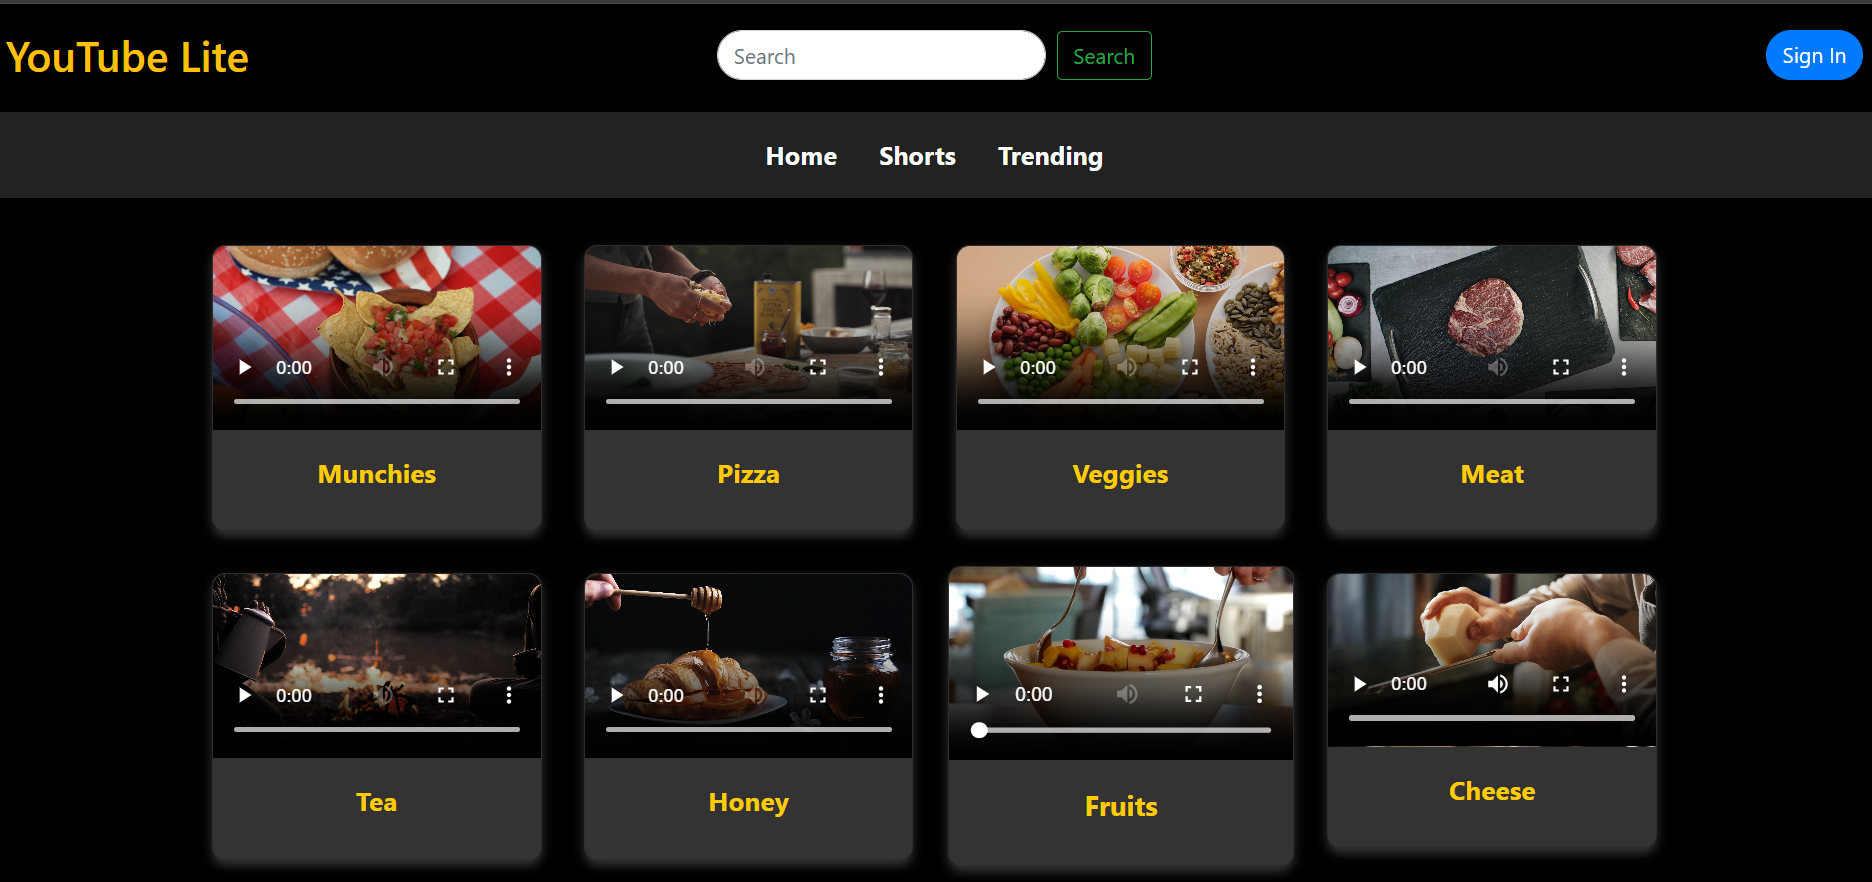 YouTube Lite
Search
Search
Sign In
Home
Shorts
Trending
0:00
0:00
0:00
0:00
Munchies
Pizza
Veggies
Meat
0:00
0:00
0:00
0:00
Tea
Honey
Fruits
Cheese